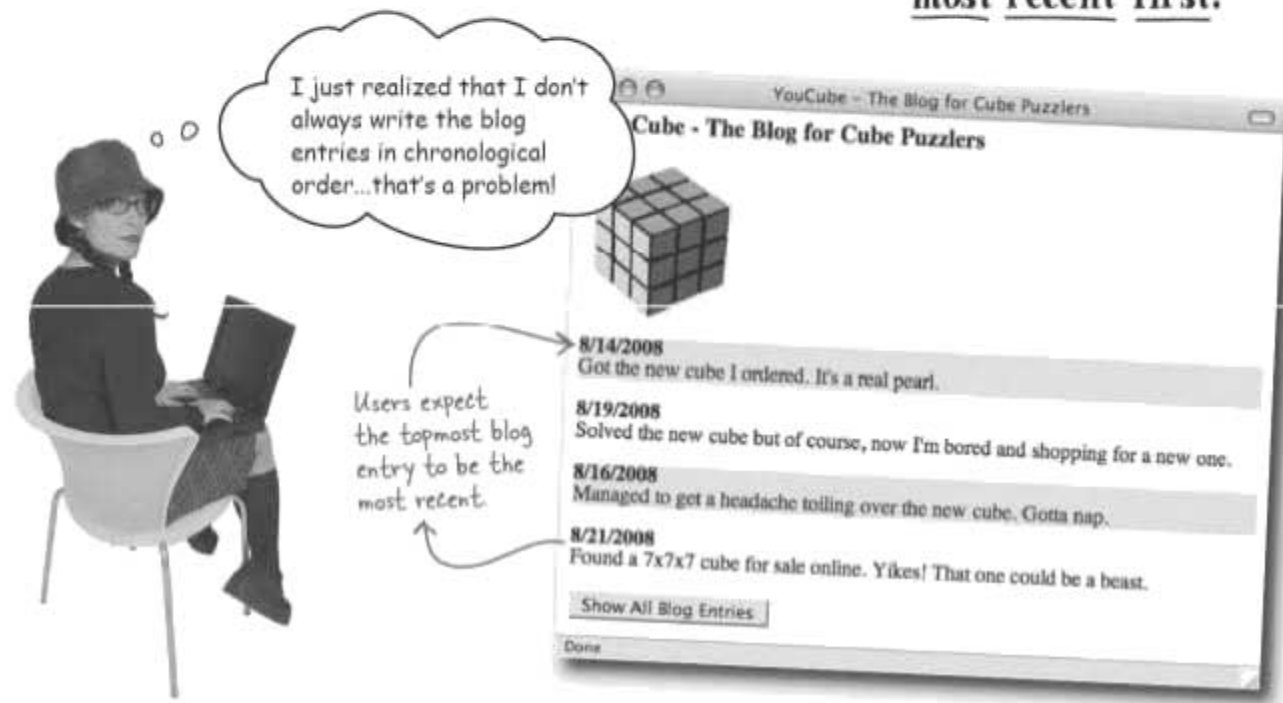 most recent first.
I just realized that I don't
always write the blog
entries in chronological
order...that's a problem!
YouCube - The Blog for Cube Puzzlers
Cube - The Blog for Cube Puzzlers
8/14/2008
Got the new cube I ordered. It's a real pearl.
8/19/2008
Solved the new cube but of course, now I'm bored and shopping for a new one.
8/16/2008
Managed to get a headache toiling over the new cube. Gotta nap.
8/21/2008
Found a 7x7x7 cube for sale online. Yikes! That one could be a beast.
Show All Blog Entries
Done
Users expect
the topmost blog
entry to be the
most recent